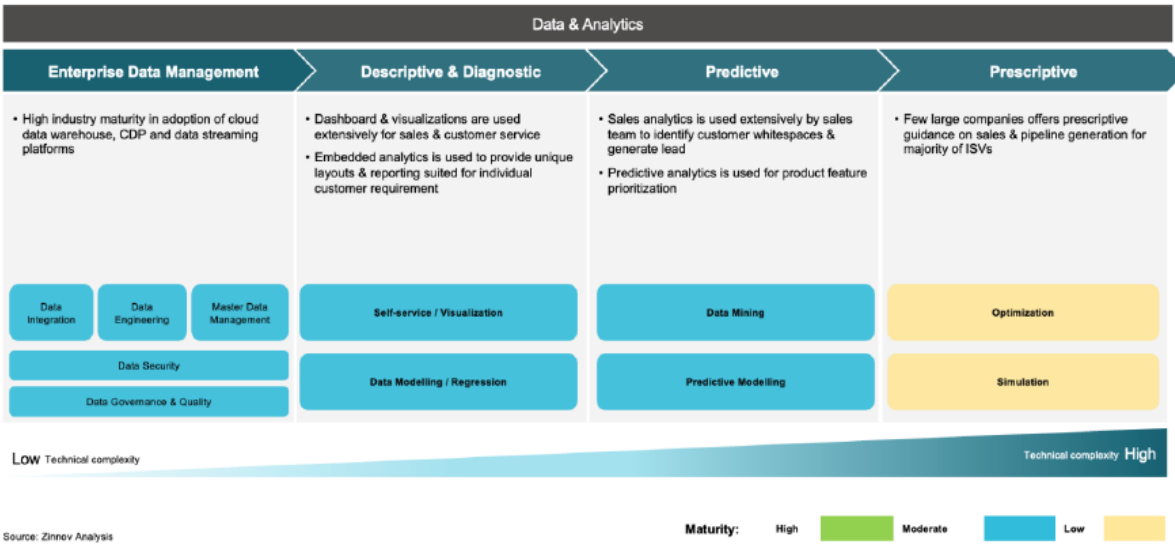 Data & Analytics
Enterprise Data Management
Descriptive & Diagnostic
Predictive
Prescriptive
• High industry maturity in adoption of cloud
data warehouse, CDP and data streaming
platforms
• Dashboard & visualizations are used
extensively for sales & customer service
• Embedded analytics is used to provide unique
layouts & reporting suited for individual
customer requirement
• Sales analytics is used extensively by sales
team to identify customer whitespaces &
generate lead
• Predictive analytics is used for product feature
prioritization
• Few large companies offers prescriptive
guidance on sales & pipeline generation for
majority of ISVs
Data
Integration
Data
Engineering
Master Data
Management
Data Security
Data Governance & Quality
Self-service / Visualization
Data Modelling / Regression
Data Mining
Predictive Modelling
Optimization
Simulation
Low Technical complexity
Technical complexity High
Source: Zinnov Analysis
Maturity: High Moderate Low